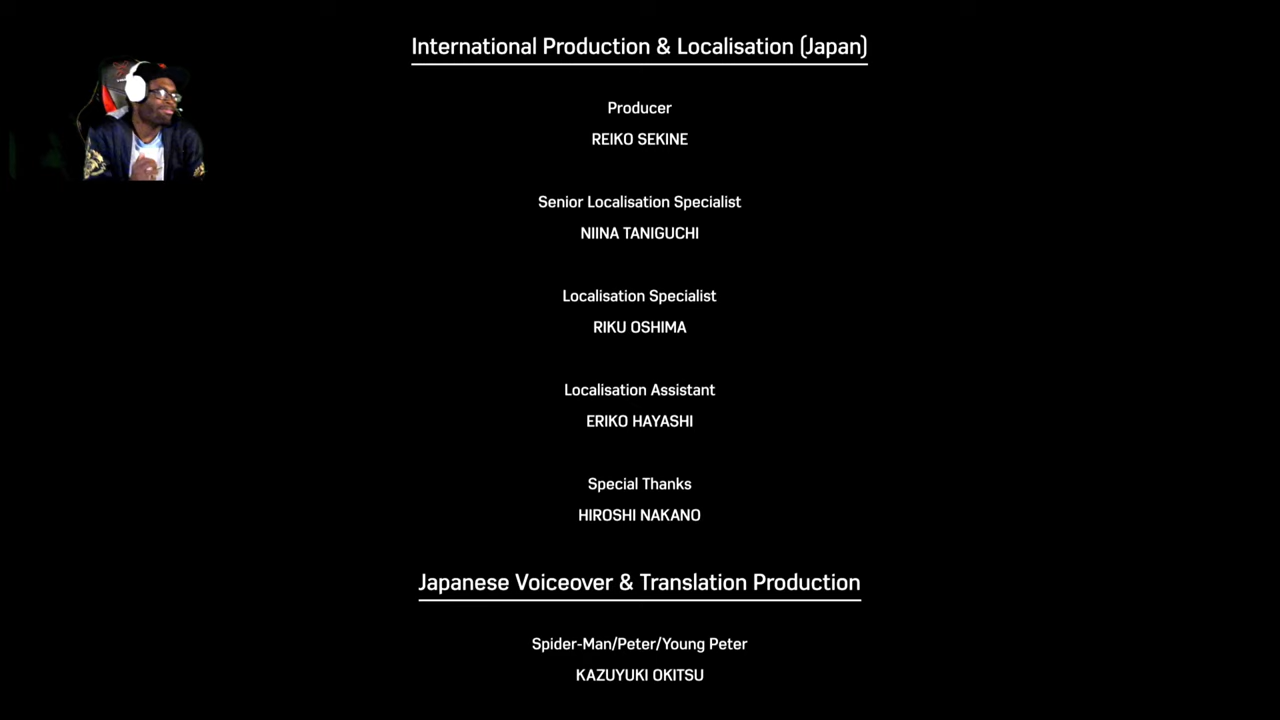 International Production & Localisation (Japan)
Producer
REIKO SEKINE
Senior Localisation Specialist
NIINA TANIGUCHI
Localisation Specialist
RIKU OSHIMA
Localisation Assistant
ERIKO HAYASHI
Special Thanks
HIROSHI NAKANO
Japanese Voiceover & Translation Production
Spider-Man/Peter/Young Peter
KAZUYUKI OKITSU